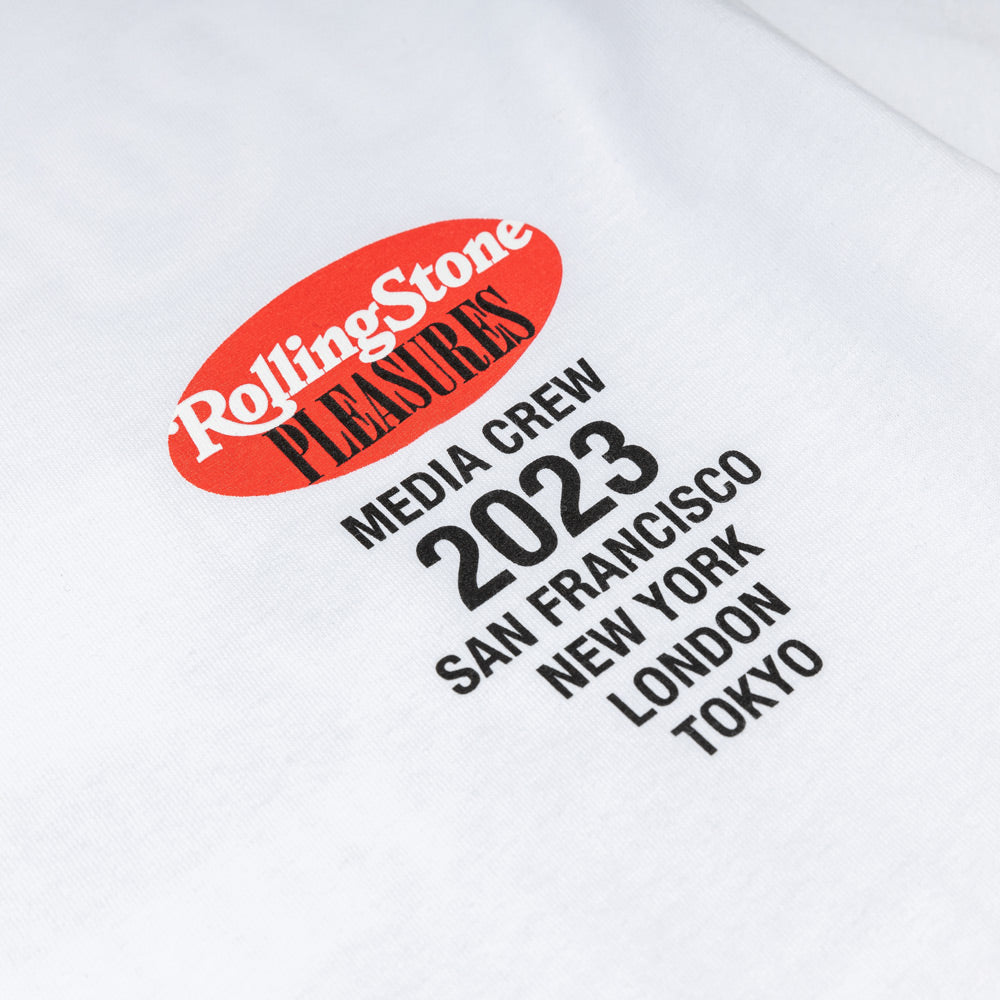 RollingStone
PLEASURES
MEDIA CREW
2023
SAN FRANCISCO
NEW YORK
LONDON
TOKYO